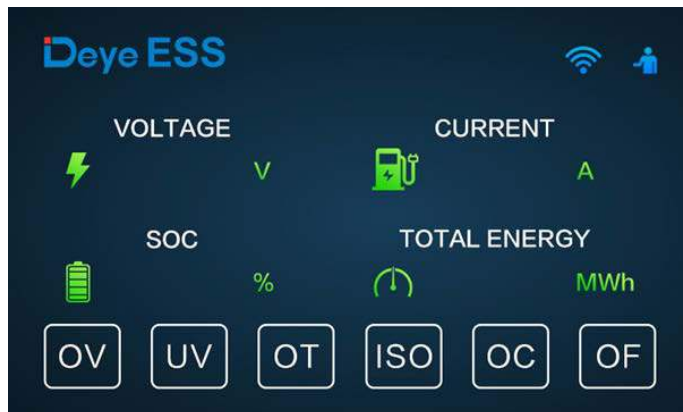 Deye ESS
VOLTAGE CURRENT
V A
SOC TOTAL ENERGY
% MWh
OV UV OT ISO OC OF